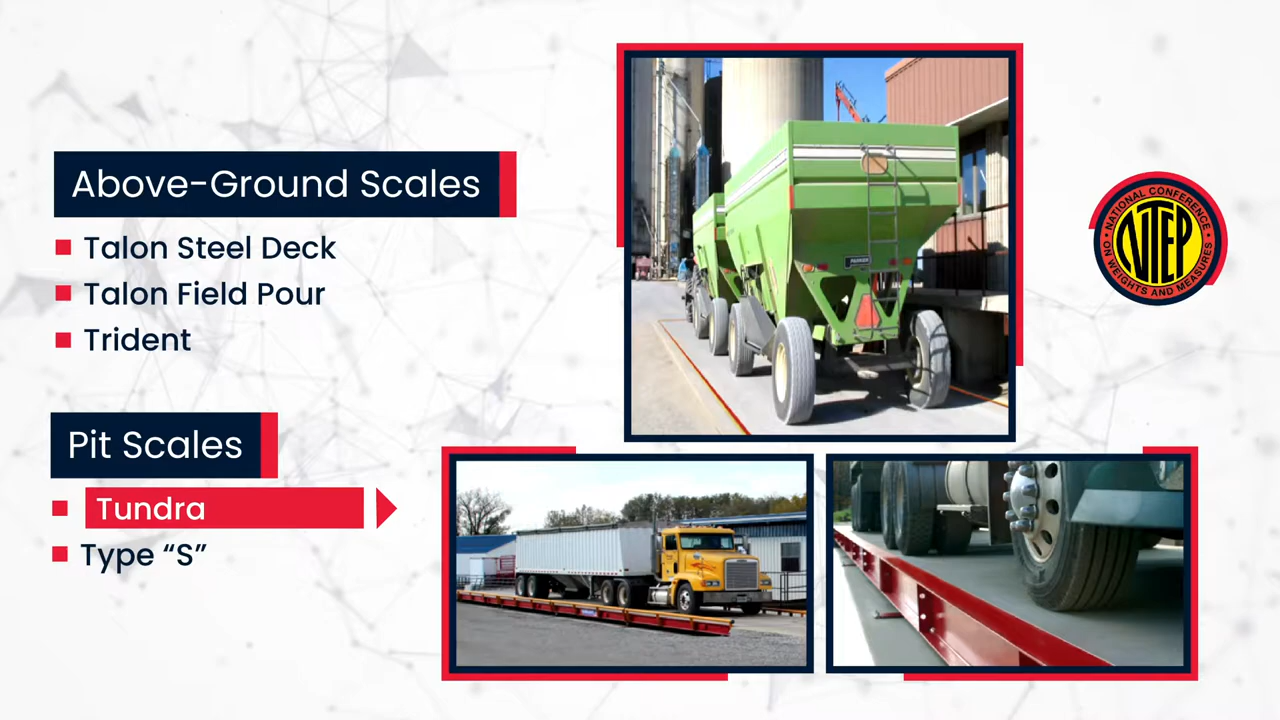 Above-Ground Scales
Talon Steel Deck
Talon Field Pour
Trident
Pit Scales
Tundra
Type “S”
NATIONAL CONFERENCE
NTEP
ON WEIGHTS AND MEASURES
PARKER